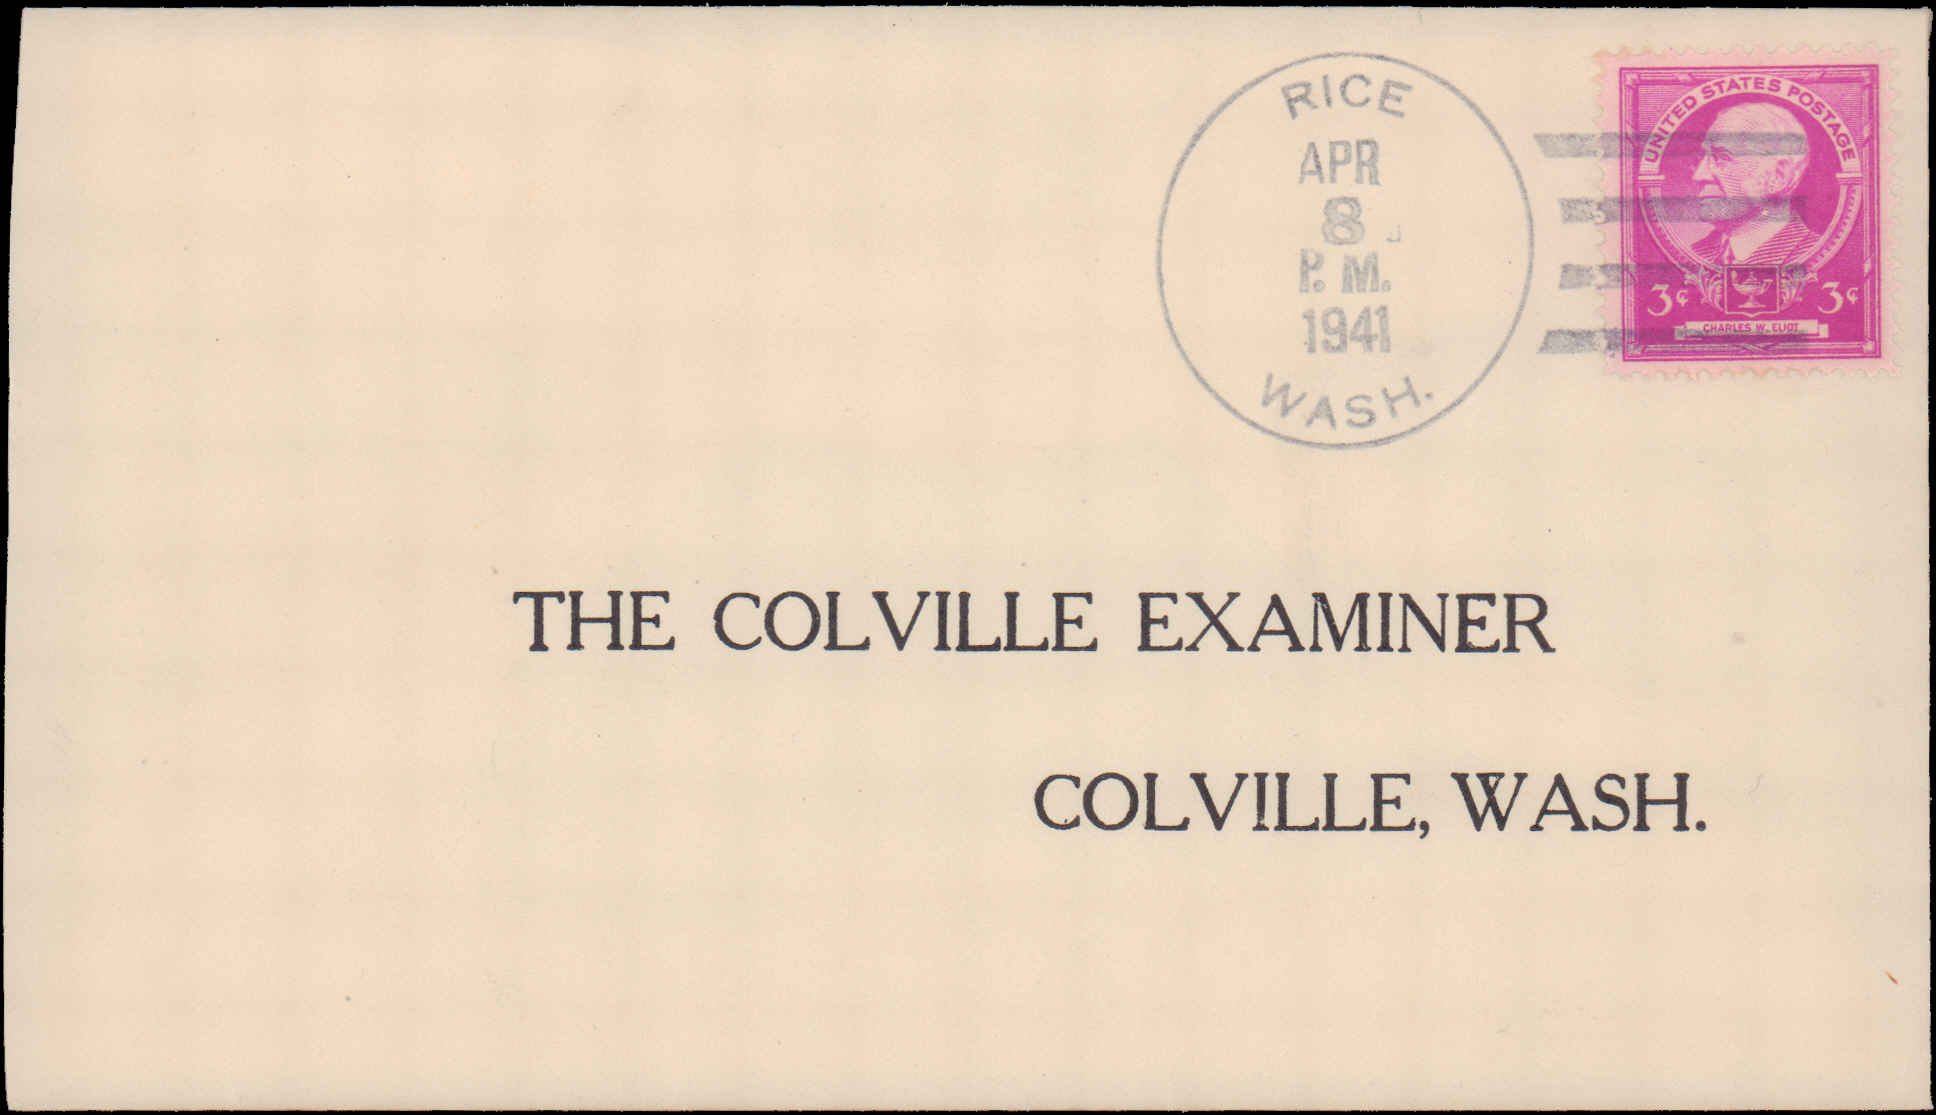 RICE
APR
8
P. M.
1941
WASH.
UNITED STATES POSTAGE
3¢ 3¢
CHARLES W. ELIOT
THE COLVILLE EXAMINER
COLVILLE, WASH.